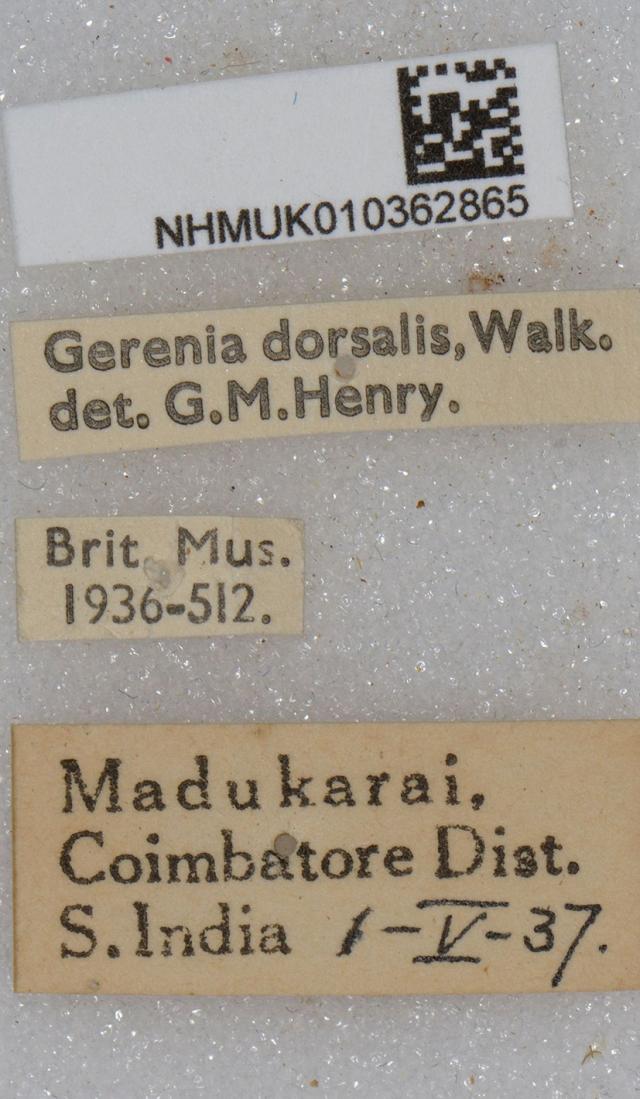 NHMUK010362865
Gerenia dorsalis, Walk.
det. G.M. Henry.
Brit. Mus.
1936-512.
Madukarai,
Coimbatore Dist.
S. India 1-V-37.